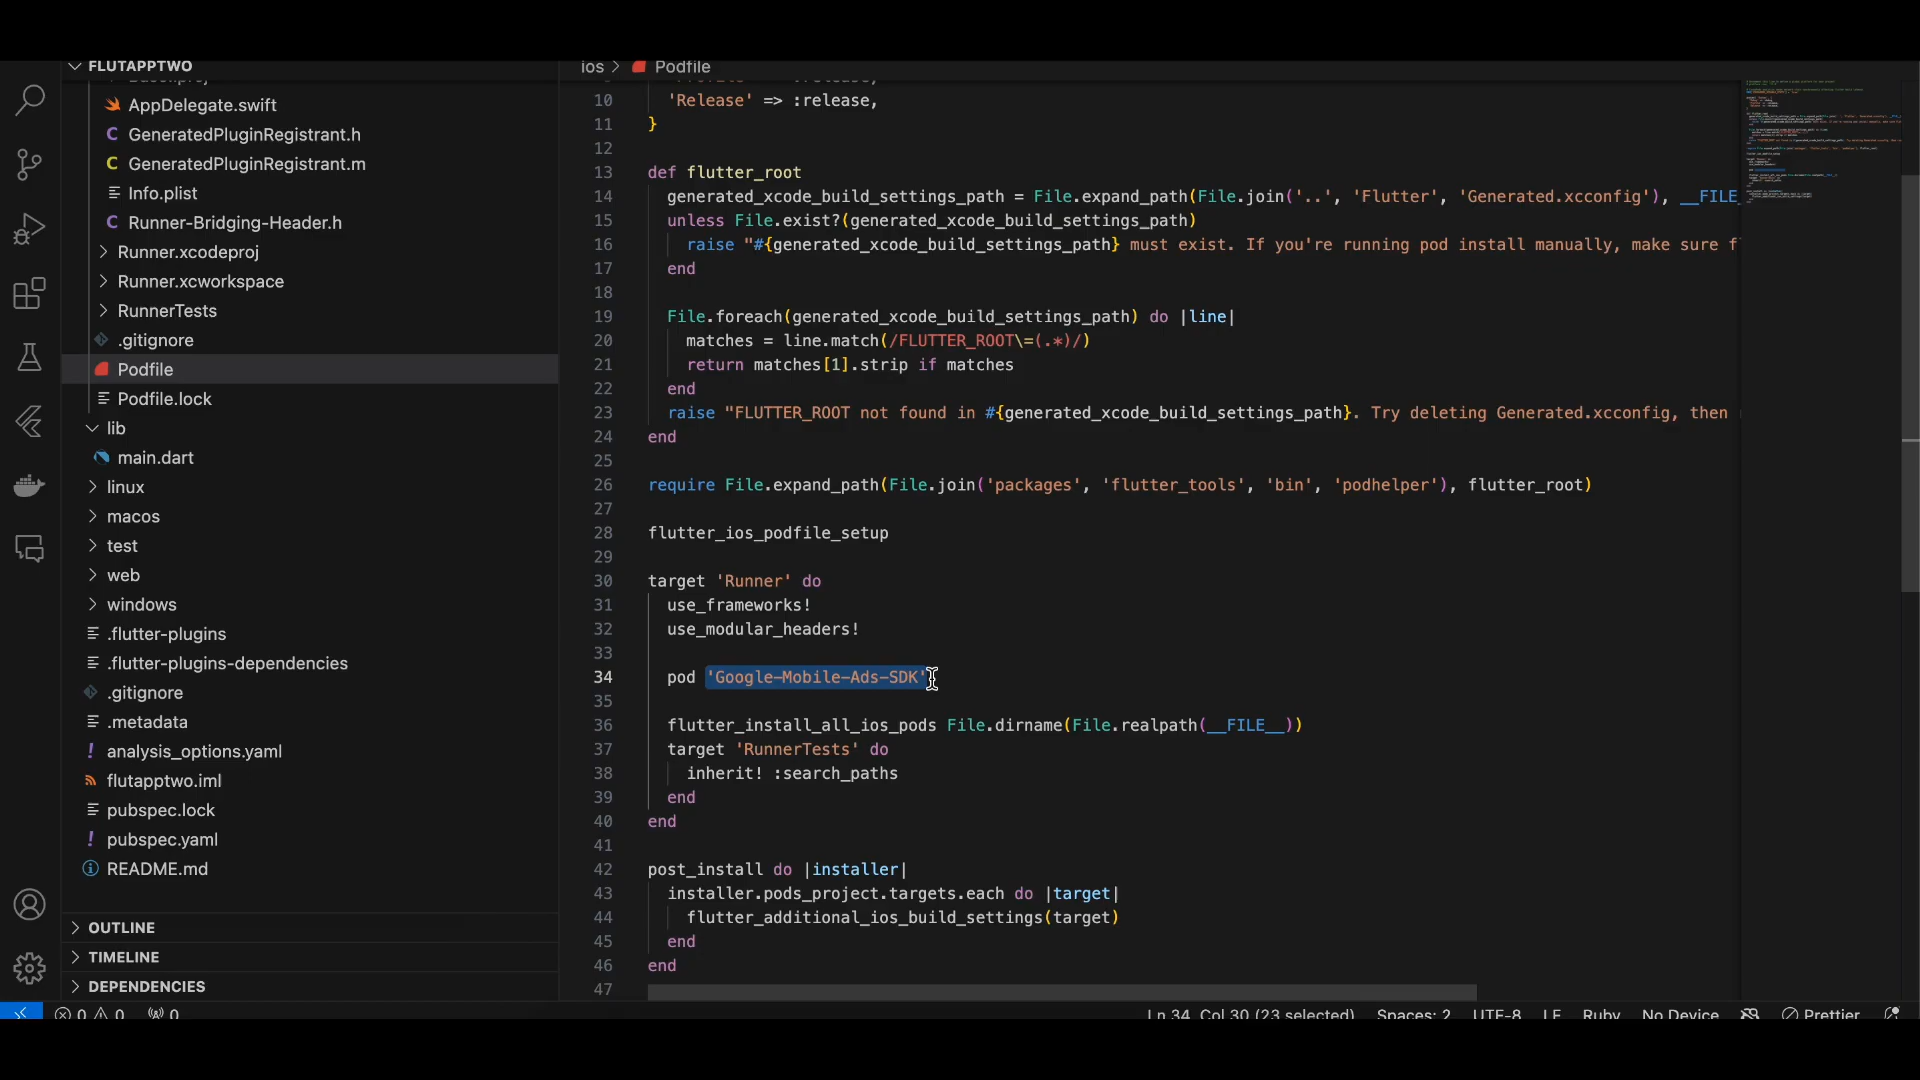 FLUTAPPTWO
AppDelegate.swift
C GeneratedPluginRegistrant.h
C GeneratedPluginRegistrant.m
Info.plist
C Runner-Bridging-Header.h
Runner.xcodeproj
Runner.xcworkspace
RunnerTests
.gitignore
Podfile
Podfile.lock
lib
main.dart
linux
macos
test
web
windows
.flutter-plugins
.flutter-plugins-dependencies
.gitignore
.metadata
! analysis_options.yaml
flutapptwo.iml
pubspec.lock
! pubspec.yaml
README.md
OUTLINE
TIMELINE
DEPENDENCIES
ios > Podfile
10 'Release' => :release,
11 }
12
13 def flutter_root
14 generated_xcode_build_settings_path = File.expand_path(File.join('..', 'Flutter', 'Generated.xcconfig'), __FILE
15 unless File.exist?(generated_xcode_build_settings_path)
16 raise "#{generated_xcode_build_settings_path} must exist. If you're running pod install manually, make sure f
17 end
18
19 File.foreach(generated_xcode_build_settings_path) do |line|
20 matches = line.match(/FLUTTER_ROOT\=(.*)/)
21 return matches[1].strip if matches
22 end
23 raise "FLUTTER_ROOT not found in #{generated_xcode_build_settings_path}. Try deleting Generated.xcconfig, then
24 end
25
26 require File.expand_path(File.join('packages', 'flutter_tools', 'bin', 'podhelper'), flutter_root)
27
28 flutter_ios_podfile_setup
29
30 target 'Runner' do
31 use_frameworks!
32 use_modular_headers!
33
34 pod 'Google-Mobile-Ads-SDK'
35
36 flutter_install_all_ios_pods File.dirname(File.realpath(__FILE__))
37 target 'RunnerTests' do
38 inherit! :search_paths
39 end
40 end
41
42 post_install do |installer|
43 installer.pods_project.targets.each do |target|
44 flutter_additional_ios_build_settings(target)
45 end
46 end
47
0 0 0 Ln 34, Col 30 (23 selected) Spaces: 2 UTF-8 LF Ruby No Device Prettier